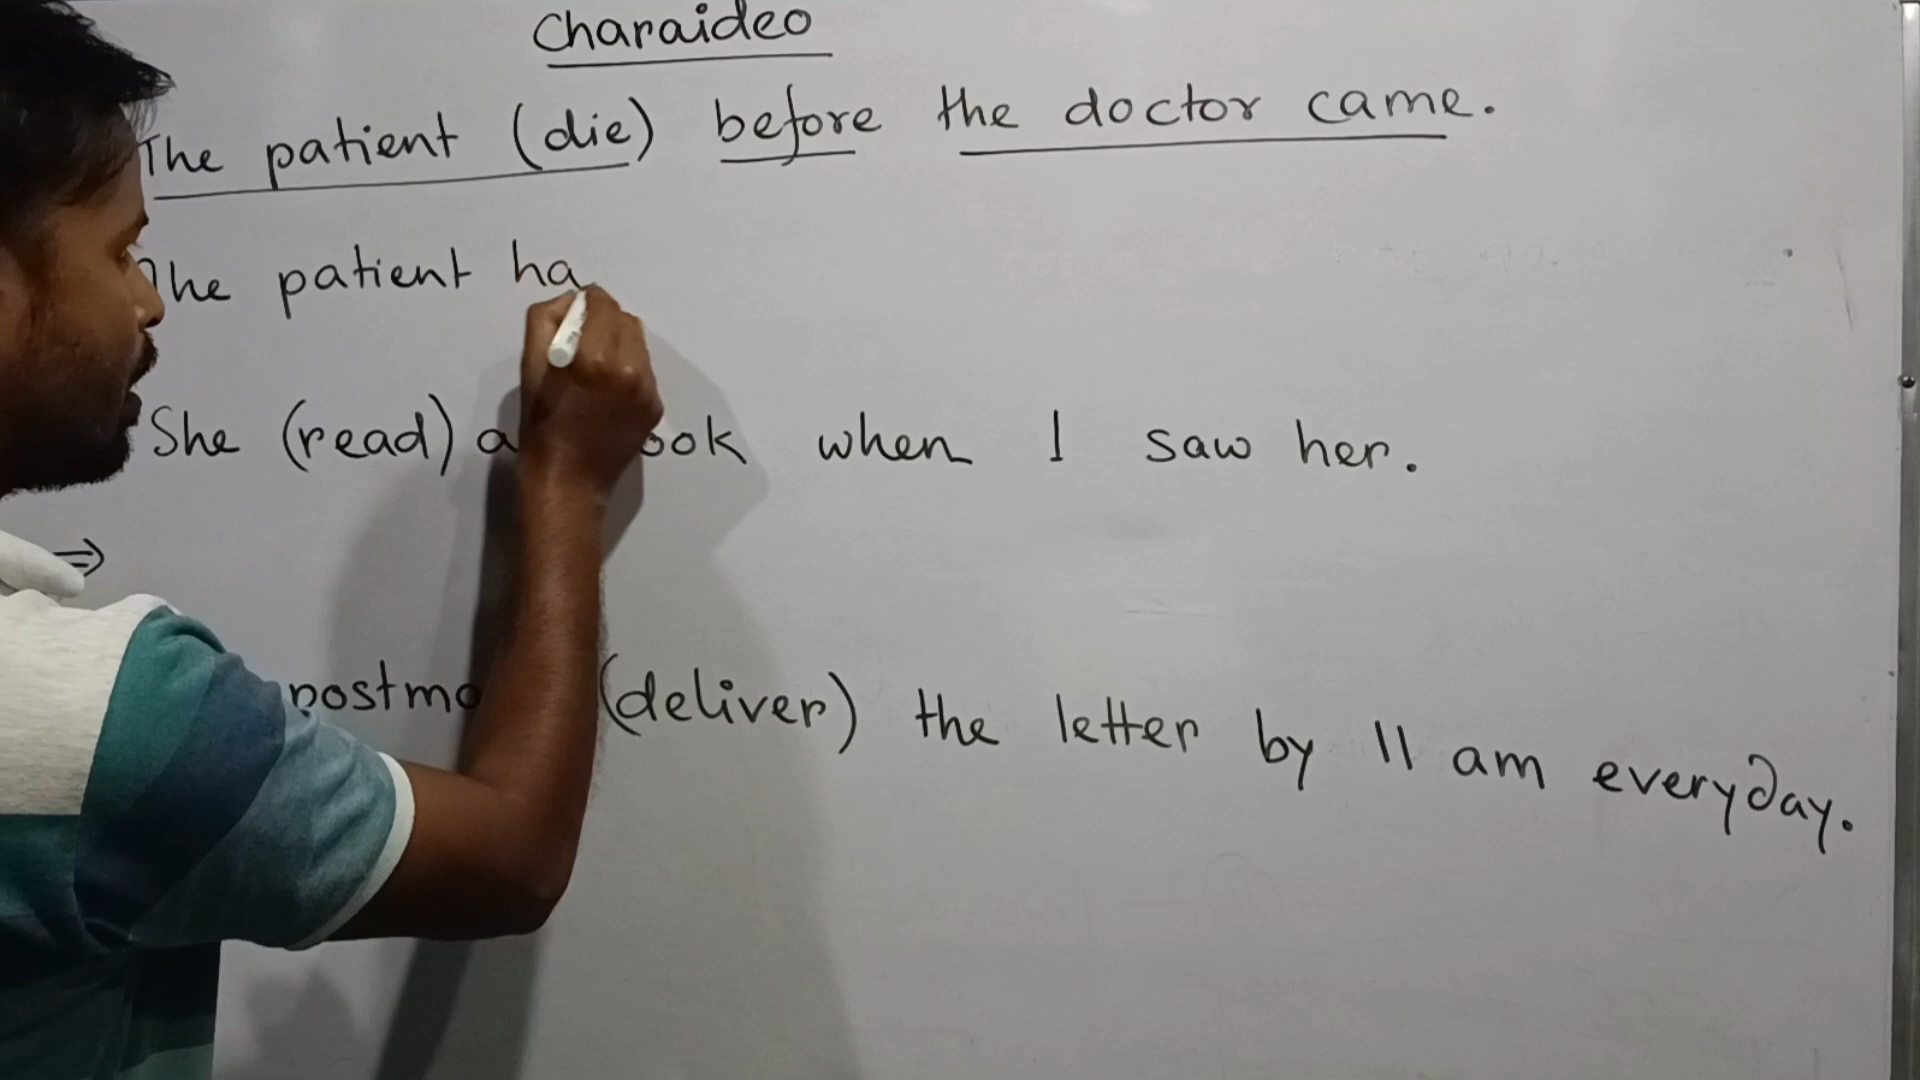 Charaideo
The patient (die) before the doctor came.
The patient ha
She (read) a ook when I saw her.
⇒
postma (deliver) the letter by 11 am everyday.